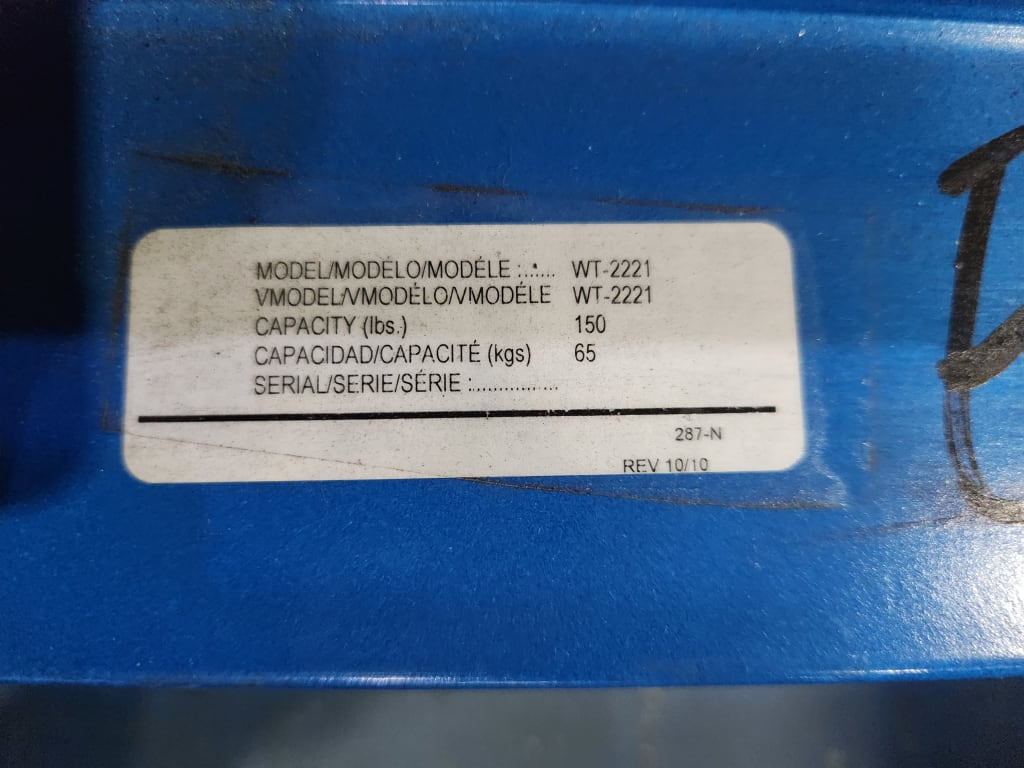 MODEL/MODELO/MODÉLE :...... WT-2221
VMODEL/VMODÉLO/VMODÉLE WT-2221
CAPACITY (lbs.) 150
CAPACIDAD/CAPACITÉ (kgs) 65
SERIAL/SERIE/SÉRIE :...............
287-N
REV 10/10